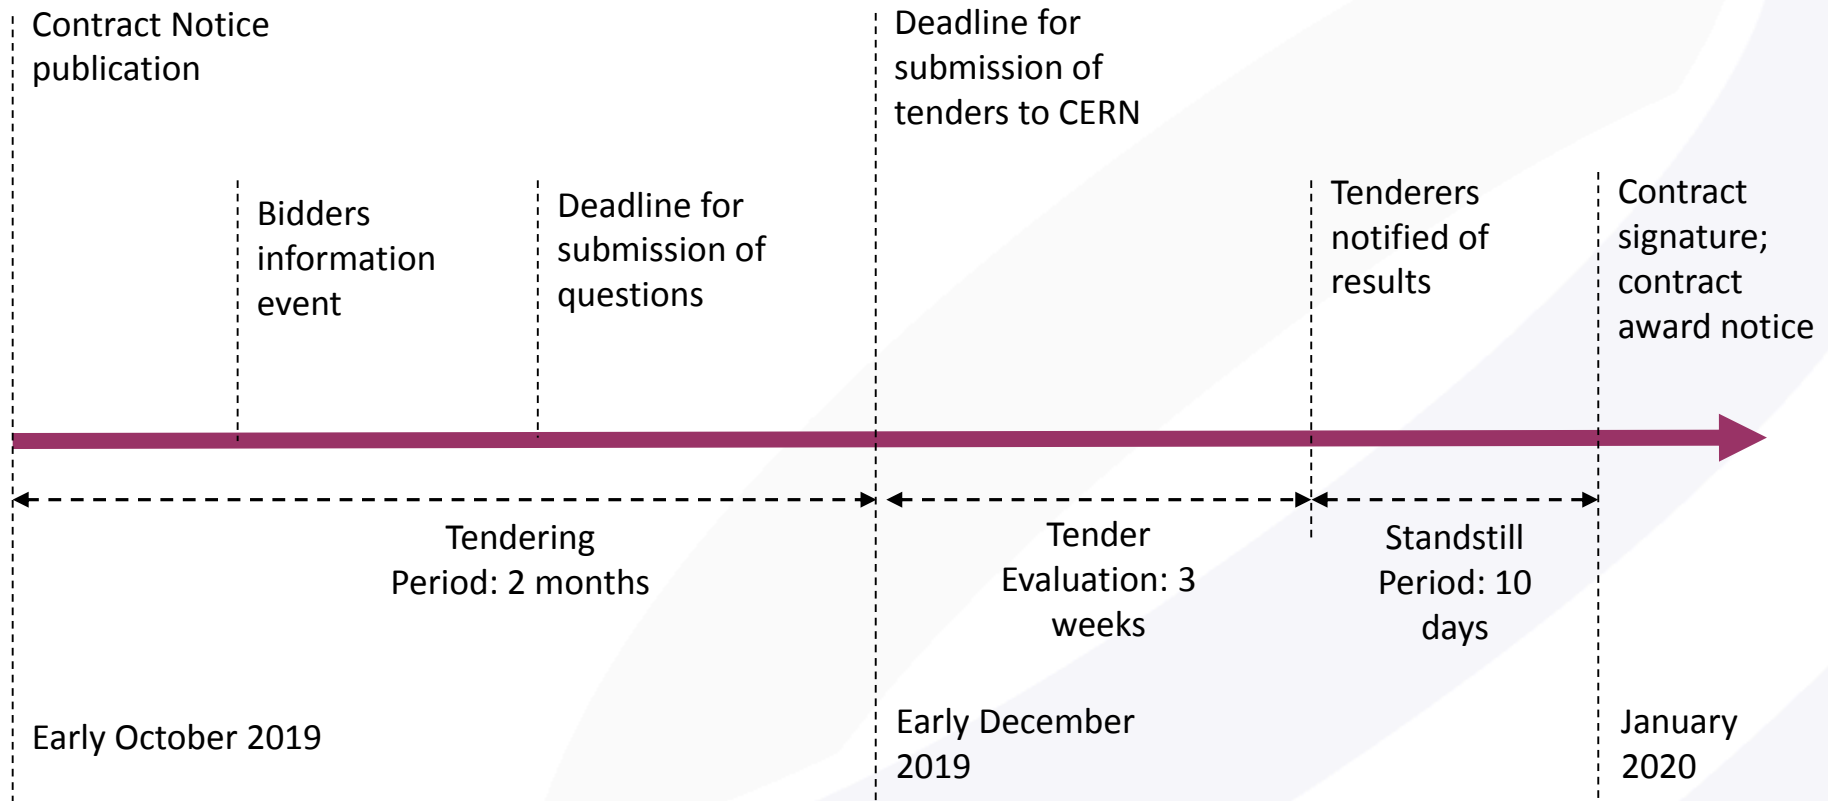 Contract Notice
publication
Deadline for
submission of
tenders to CERN
Bidders
information
event
Deadline for
submission of
questions
Tenderers
notified of
results
Contract
signature;
contract
award notice
Tendering
Period: 2 months
Tender
Evaluation: 3
weeks
Standstill
Period: 10
days
Early October 2019
Early December
2019
January
2020